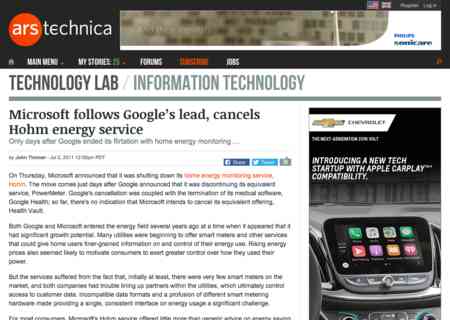 Register Log in
ars technica
PHILIPS
sonicare
MAIN MENU MY STORIES: 25 FORUMS SUBSCRIBE JOBS
TECHNOLOGY LAB / INFORMATION TECHNOLOGY
Microsoft follows Google's lead, cancels
Hohm energy service
Only days after Google ended its flirtation with home energy monitoring …
by John Timmer - Jul 2, 2011 12:00pm PDT
Share Tweet
On Thursday, Microsoft announced that it was shutting down its home energy monitoring service,
Hohm. The move comes just days after Google announced that it was discontinuing its equivalent
service, PowerMeter. Google's cancellation was coupled with the termination of its medical software,
Google Health; so far, there's no indication that Microsoft intends to cancel its equivalent offering,
Health Vault.
Both Google and Microsoft entered the energy field several years ago at a time when it appeared that it
had significant growth potential. Many utilities were beginning to offer smart meters and other services
that could give home users finer-grained information on and control of their energy use. Rising energy
prices also seemed likely to motivate consumers to exert greater control over how they used their
power.
But the services suffered from the fact that, initially at least, there were very few smart meters on the
market, and both companies had trouble lining up partners within the utilities, which ultimately control
access to customer data. Incompatible data formats and a profusion of different smart metering
hardware made providing a single, consistent interface on energy usage a significant challenge.
For most consumers, Microsoft's Hohm service offered little more than generic advice on energy saving
CHEVROLET
THE NEXT-GENERATION 2016 VOLT
INTRODUCING A NEW TECH
STARTUP WITH APPLE CARPLAY
COMPATIBILITY.